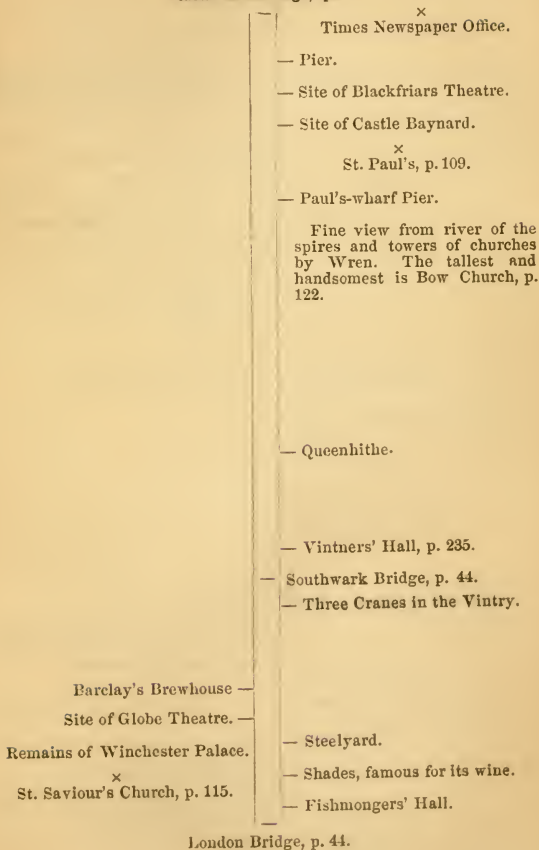 ×
Times Newspaper Office.
— Pier.
— Site of Blackfriars Theatre.
— Site of Castle Baynard.
×
St. Paul's, p. 109.
— Paul's-wharf Pier.
Fine view from river of the
spires and towers of churches
by Wren. The tallest and
handsomest is Bow Church, p.
122.
— Queenhithe.
— Vintners' Hall, p. 235.
— Southwark Bridge, p. 44.
— Three Cranes in the Vintry.
Barclay's Brewhouse —
Site of Globe Theatre. —
Remains of Winchester Palace.
×
St. Saviour's Church, p. 115.
— Steelyard.
— Shades, famous for its wine.
— Fishmongers' Hall.
London Bridge, p. 44.